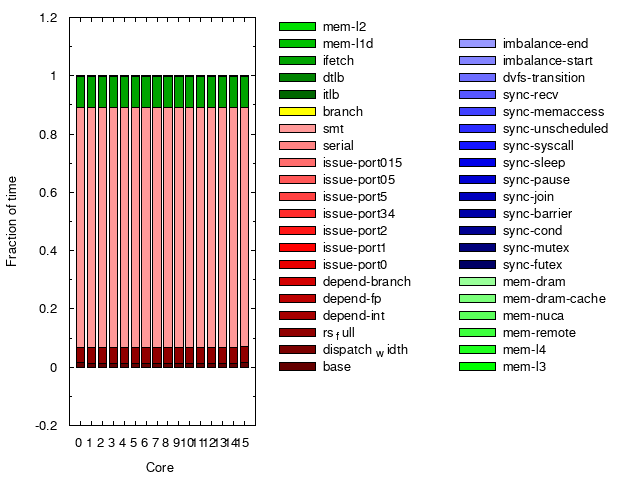 1.2
1
0.8
0.6
0.4
0.2
0
-0.2
Fraction of time
0 1 2 3 4 5 6 7 8 9 10 11 12 13 14 15
Core
mem-l2
mem-l1d
ifetch
dtlb
itlb
branch
smt
serial
issue-port015
issue-port05
issue-port5
issue-port34
issue-port2
issue-port1
issue-port0
depend-branch
depend-fp
depend-int
rsfull
dispatchwidth
base
imbalance-end
imbalance-start
dvfs-transition
sync-recv
sync-memaccess
sync-unscheduled
sync-syscall
sync-sleep
sync-pause
sync-join
sync-barrier
sync-cond
sync-mutex
sync-futex
mem-dram
mem-dram-cache
mem-nuca
mem-remote
mem-l4
mem-l3